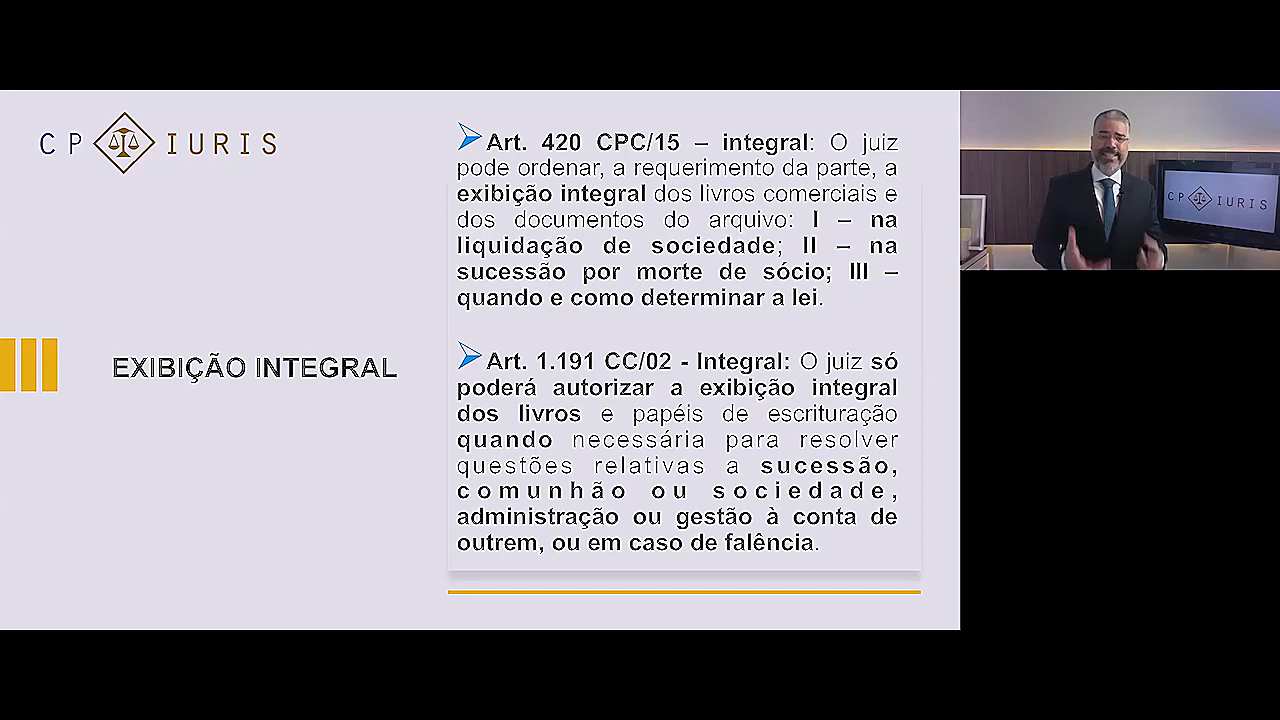 CP IURIS
EXIBIÇÃO INTEGRAL
Art. 420 CPC/15 – integral: O juiz
pode ordenar, a requerimento da parte, a
exibição integral dos livros comerciais e
dos documentos do arquivo: I – na
liquidação de sociedade; II – na
sucessão por morte de sócio; III –
quando e como determinar a lei.
Art. 1.191 CC/02 - Integral: O juiz só
poderá autorizar a exibição integral
dos livros e papéis de escrituração
quando necessária para resolver
questões relativas a sucessão,
comunhão ou sociedade,
administração ou gestão à conta de
outrem, ou em caso de falência.
CP IURIS